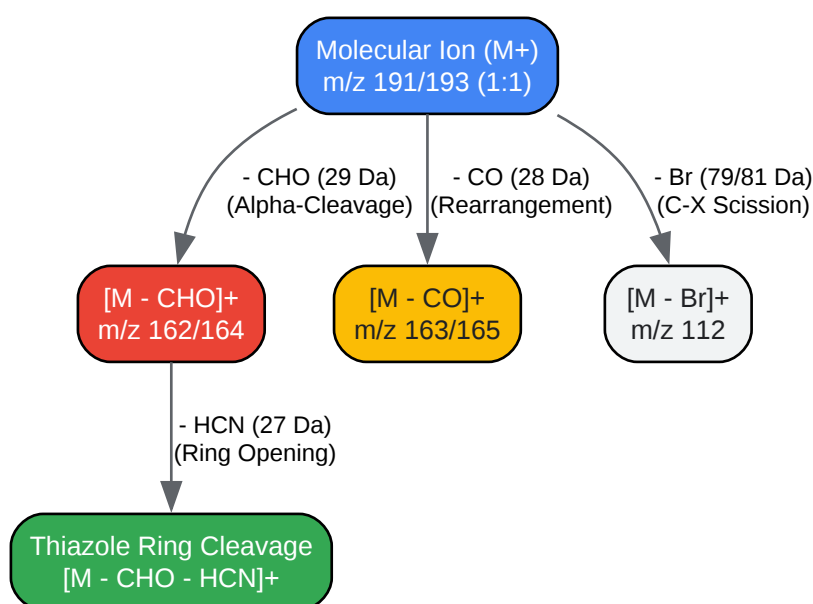 Molecular Ion (M+)
m/z 191/193 (1:1)
- CHO (29 Da)
(Alpha-Cleavage)
- CO (28 Da)
(Rearrangement)
- Br (79/81 Da)
(C-X Scission)
[M - CHO]+
m/z 162/164
[M - CO]+
m/z 163/165
[M - Br]+
m/z 112
- HCN (27 Da)
(Ring Opening)
Thiazole Ring Cleavage
[M - CHO - HCN]+